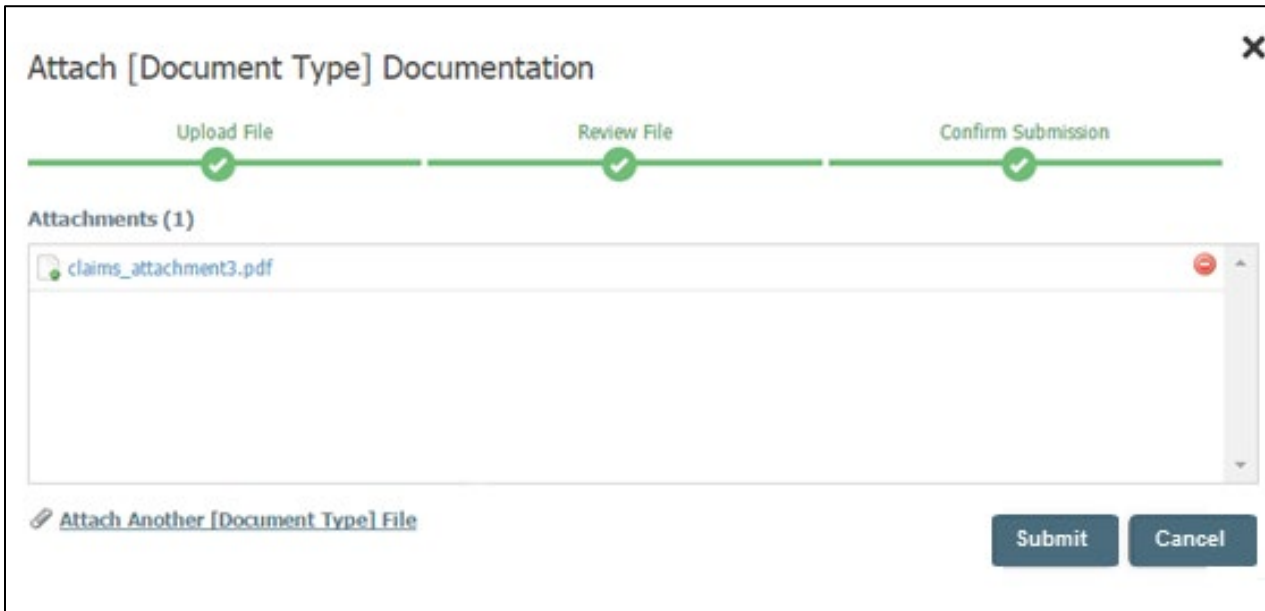 Attach [Document Type] Documentation
Upload File
Review File
Confirm Submission
Attachments (1)
claims_attachment3.pdf
Attach Another [Document Type] File
Submit
Cancel